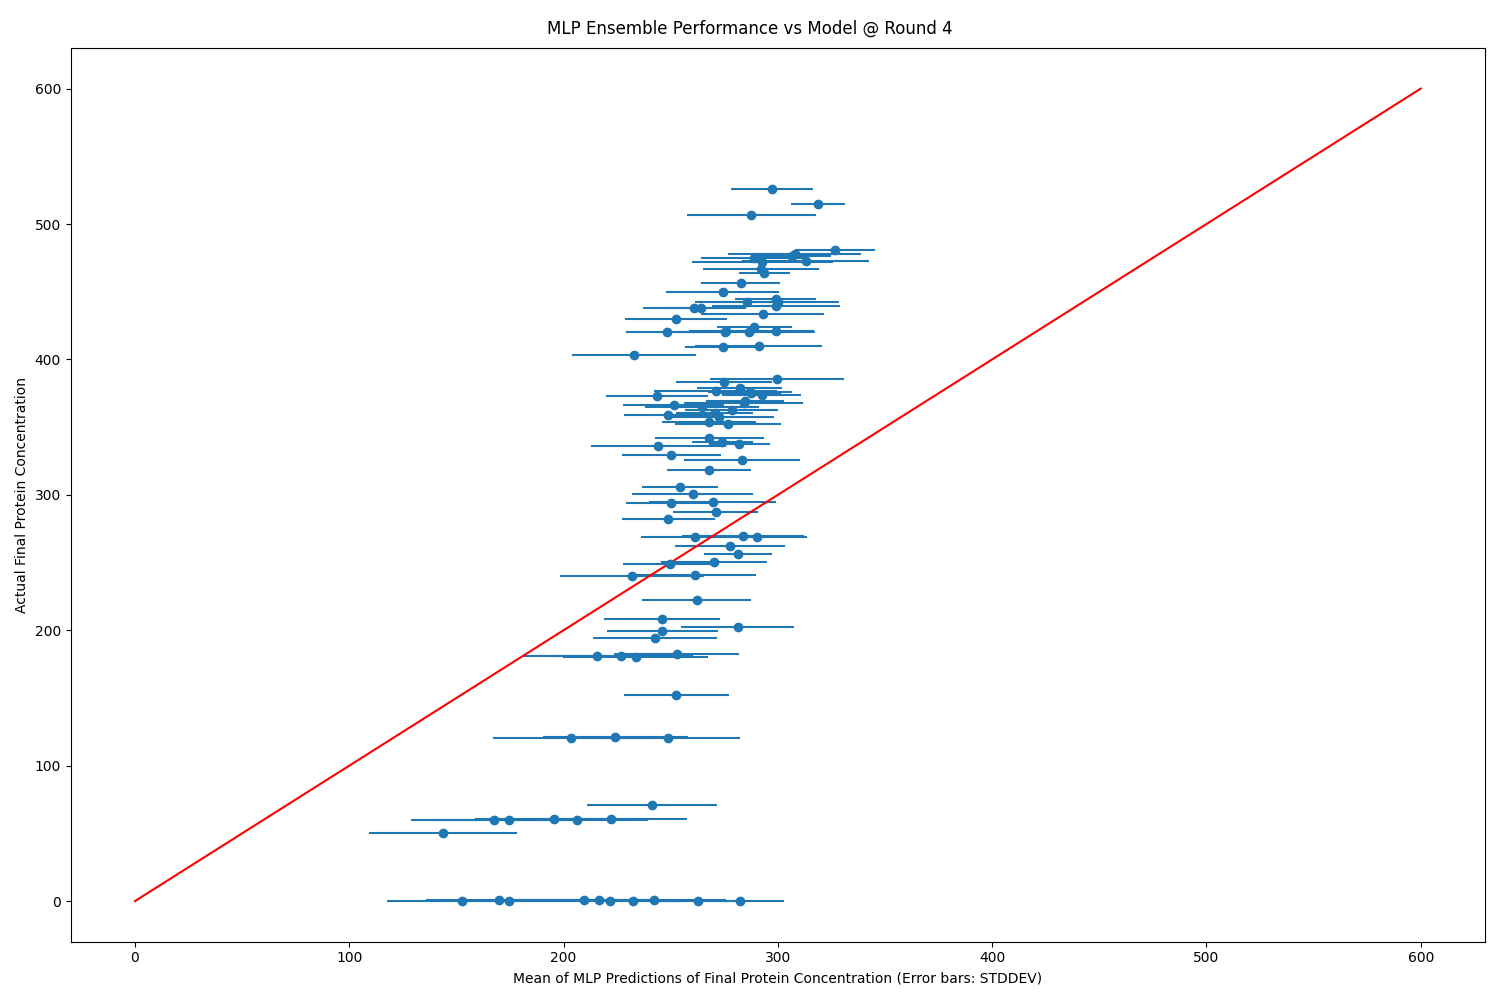 MLP Ensemble Performance vs Model @ Round 4
600
500
400
300
200
100
0
Actual Final Protein Concentration
0 100 200 300 400 500 600
Mean of MLP Predictions of Final Protein Concentration (Error bars: STDDEV)